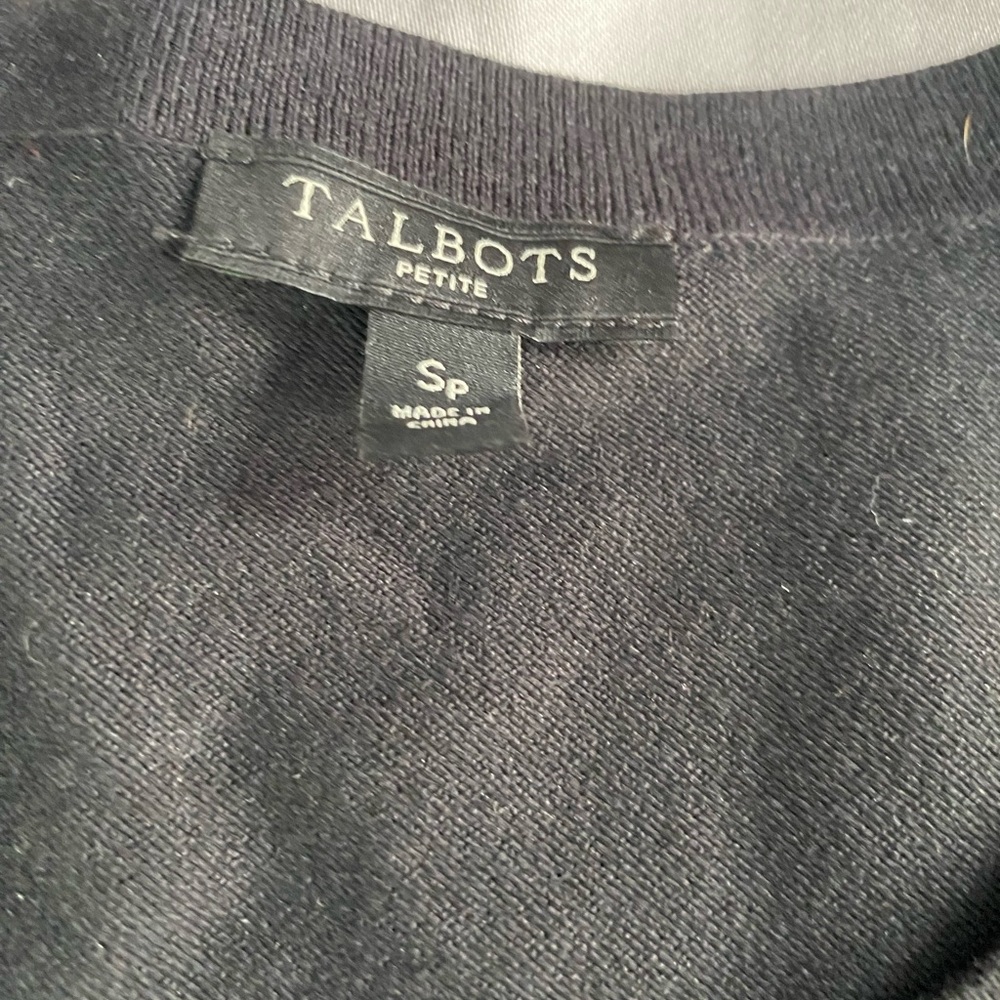 TALBOTS
PETITE
SP
MADE IN
CHINA